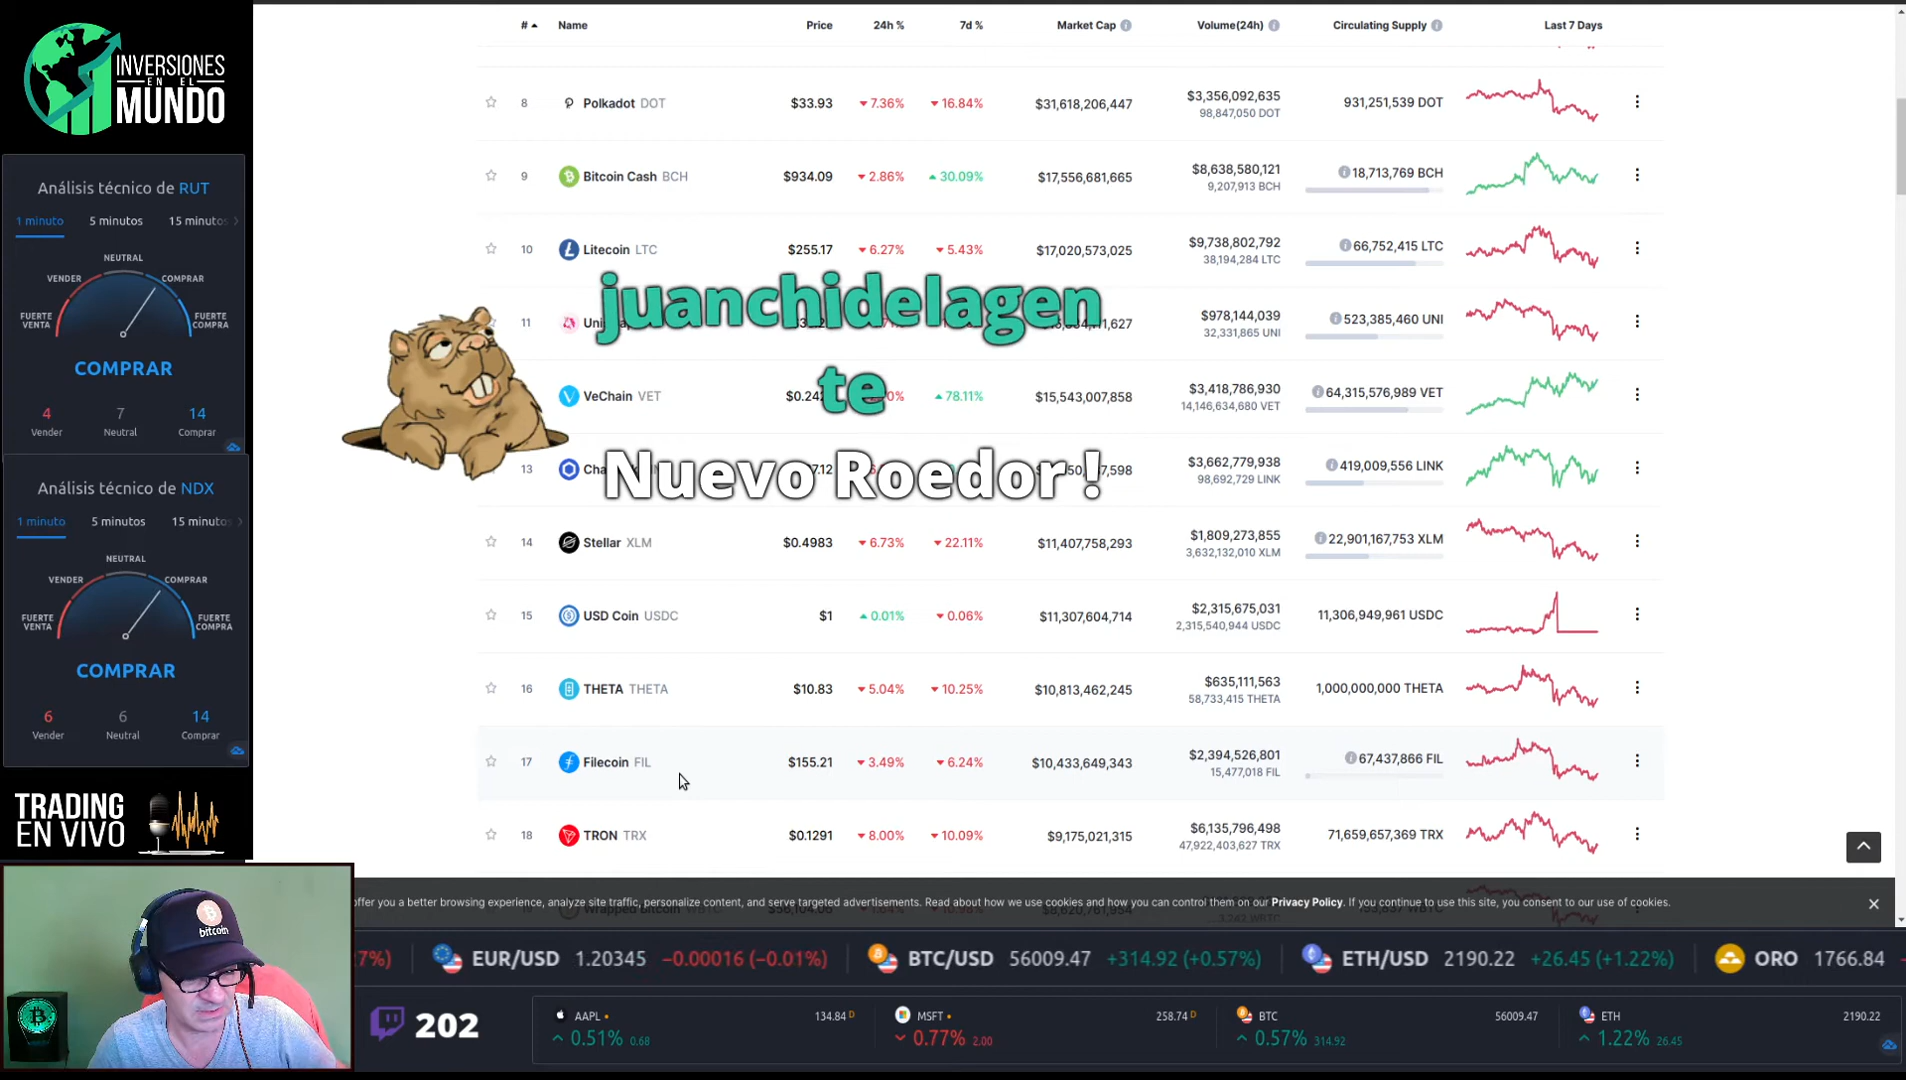 INVERSIONES
EN EL
MUNDO
Análisis técnico de RUT
1 minuto 5 minutos 15 minutos
NEUTRAL
VENDER COMPRAR
FUERTE VENTA FUERTE COMPRA
COMPRAR
4 7 14
Vender Neutral Comprar
Análisis técnico de NDX
1 minuto 5 minutos 15 minutos
NEUTRAL
VENDER COMPRAR
FUERTE VENTA FUERTE COMPRA
COMPRAR
6 6 14
Vender Neutral Comprar
TRADING
EN VIVO
# Name Price 24h % 7d % Market Cap Volume(24h) Circulating Supply Last 7 Days
8 Polkadot DOT $33.93 7.36% 16.84% $31,618,206,447 $3,356,092,635 931,251,539 DOT
98,847,050 DOT
9 Bitcoin Cash BCH $934.09 2.86% 30.09% $17,556,681,665 $8,638,580,121 18,713,769 BCH
9,207,913 BCH
10 Litecoin LTC $255.17 6.27% 5.43% $17,020,573,025 $9,738,802,792 66,752,415 LTC
38,194,284 LTC
juanchidelagen
te
Nuevo Roedor !
11 $978,144,039 523,385,460 UNI
32,331,865 UNI
VeChain VET 78.11% $15,543,007,858 $3,418,786,930 64,315,576,989 VET
14,146,634,680 VET
13 $3,662,779,938 419,009,556 LINK
98,692,729 LINK
14 Stellar XLM $0.4983 6.73% 22.11% $11,407,758,293 $1,809,273,855 22,901,167,753 XLM
3,632,132,010 XLM
15 USD Coin USDC $1 0.01% 0.06% $11,307,604,714 $2,315,675,031 11,306,949,961 USDC
2,315,540,944 USDC
16 THETA THETA $10.83 5.04% 10.25% $10,813,462,245 $635,111,563 1,000,000,000 THETA
58,733,415 THETA
17 Filecoin FIL $155.21 3.49% 6.24% $10,433,649,343 $2,394,526,801 67,437,866 FIL
15,477,018 FIL
18 TRON TRX $0.1291 8.00% 10.09% $9,175,021,315 $6,135,796,498 71,659,657,369 TRX
47,922,403,627 TRX
offer you a better browsing experience, analyze site traffic, personalize content, and serve targeted advertisements. Read about how we use cookies and how you can control them on our Privacy Policy. If you continue to use this site, you consent to our use of cookies.
bitcoin
7%) EUR/USD 1.20345 −0.00016 (−0.01%) BTC/USD 56009.47 +314.92 (+0.57%) ETH/USD 2190.22 +26.45 (+1.22%) ORO 1766.84
202
AAPL 134.84 D MSFT 258.74 D BTC 56009.47 ETH 2190.22
0.51% 0.68 0.77% 2.00 0.57% 314.92 1.22% 26.45